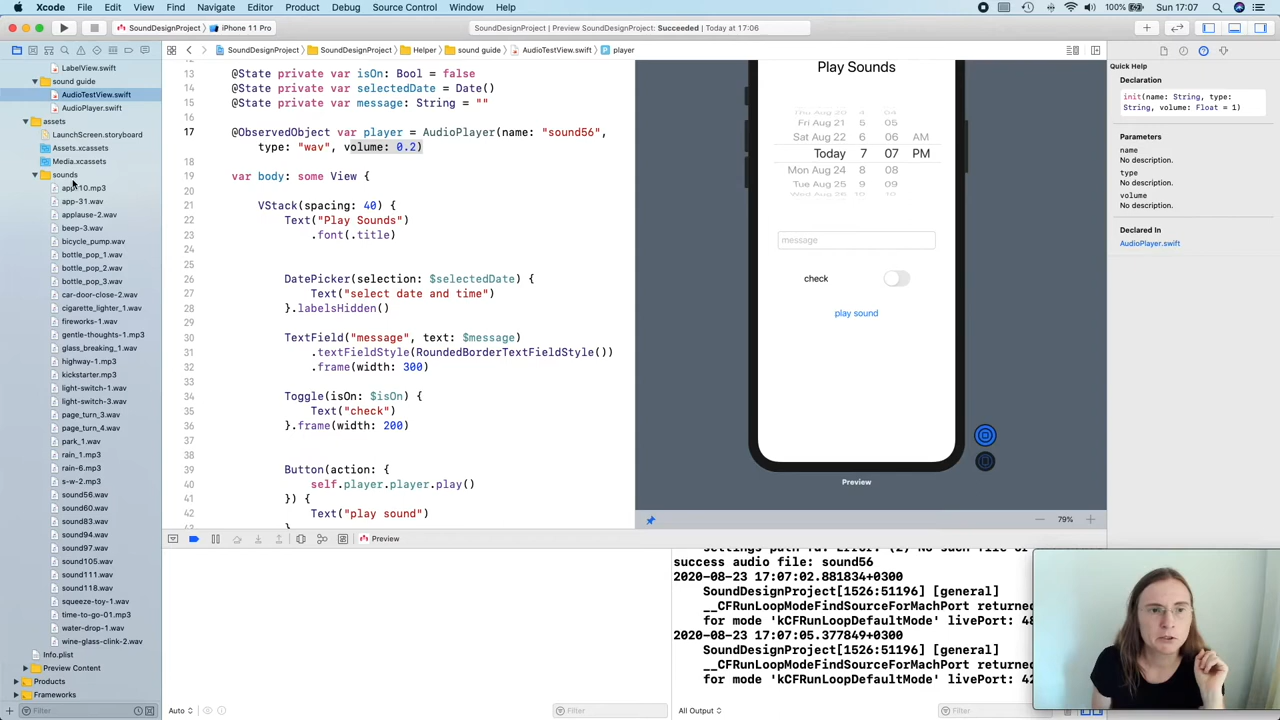 Xcode File Edit View Find Navigate Editor Product Debug Source Control Window Help 100% Sun 17:07
SoundDesignProject iPhone 11 Pro SoundDesignProject | Preview SoundDesignProject: Succeeded | Today at 17:06
SoundDesignProject SoundDesignProject Helper sound guide AudioTestView.swift player
LabelView.swift
sound guide
AudioTestView.swift
AudioPlayer.swift
assets
LaunchScreen.storyboard
Assets.xcassets
Media.xcassets
sounds
app-10.mp3
app-31.wav
applause-2.wav
beep-3.wav
bicycle_pump.wav
bottle_pop_1.wav
bottle_pop_2.wav
bottle_pop_3.wav
car-door-close-2.wav
cigarette_lighter_1.wav
fireworks-1.wav
gentle-thoughts-1.mp3
glass_breaking_1.wav
highway-1.mp3
kickstarter.mp3
light-switch-1.wav
light-switch-3.wav
page_turn_3.wav
page_turn_4.wav
park_1.wav
rain_1.mp3
rain-6.mp3
s-w-2.mp3
sound56.wav
sound60.wav
sound83.wav
sound94.wav
sound97.wav
sound105.wav
sound111.wav
sound118.wav
squeeze-toy-1.wav
time-to-go-01.mp3
water-drop-1.wav
wine-glass-clink-2.wav
Info.plist
Preview Content
Products
Frameworks
Filter
13 @State private var isOn: Bool = false
14 @State private var selectedDate = Date()
15 @State private var message: String = ""
16
17 @ObservedObject var player = AudioPlayer(name: "sound56",
type: "wav", volume: 0.2)
18
19 var body: some View {
20
21 VStack(spacing: 40) {
22 Text("Play Sounds")
23 .font(.title)
24
25
26 DatePicker(selection: $selectedDate) {
27 Text("select date and time")
28 }.labelsHidden()
29
30 TextField("message", text: $message)
31 .textFieldStyle(RoundedBorderTextFieldStyle())
32 .frame(width: 300)
33
34 Toggle(isOn: $isOn) {
35 Text("check")
36 }.frame(width: 200)
37
38
39 Button(action: {
40 self.player.player.play()
41 }) {
42 Text("play sound")
Play Sounds
Fri Aug 21 5 05
Sat Aug 22 6 06 AM
Today 7 07 PM
Mon Aug 24 8 08
Tue Aug 25 9 09
Wed Aug 26 10 10
message
check
play sound
Preview
79%
Quick Help
Declaration
init(name: String, type:
String, volume: Float = 1)
Parameters
name
No description.
type
No description.
volume
No description.
Declared In
AudioPlayer.swift
Preview
success audio file: sound56
2020-08-23 17:07:02.881834+0300
SoundDesignProject[1526:51196] [general]
__CFRunLoopModeFindSourceForMachPort returned
for mode 'kCFRunLoopDefaultMode' livePort: 48
2020-08-23 17:07:05.377849+0300
SoundDesignProject[1526:51196] [general]
__CFRunLoopModeFindSourceForMachPort returned
for mode 'kCFRunLoopDefaultMode' livePort: 42
Auto Filter All Output Filter